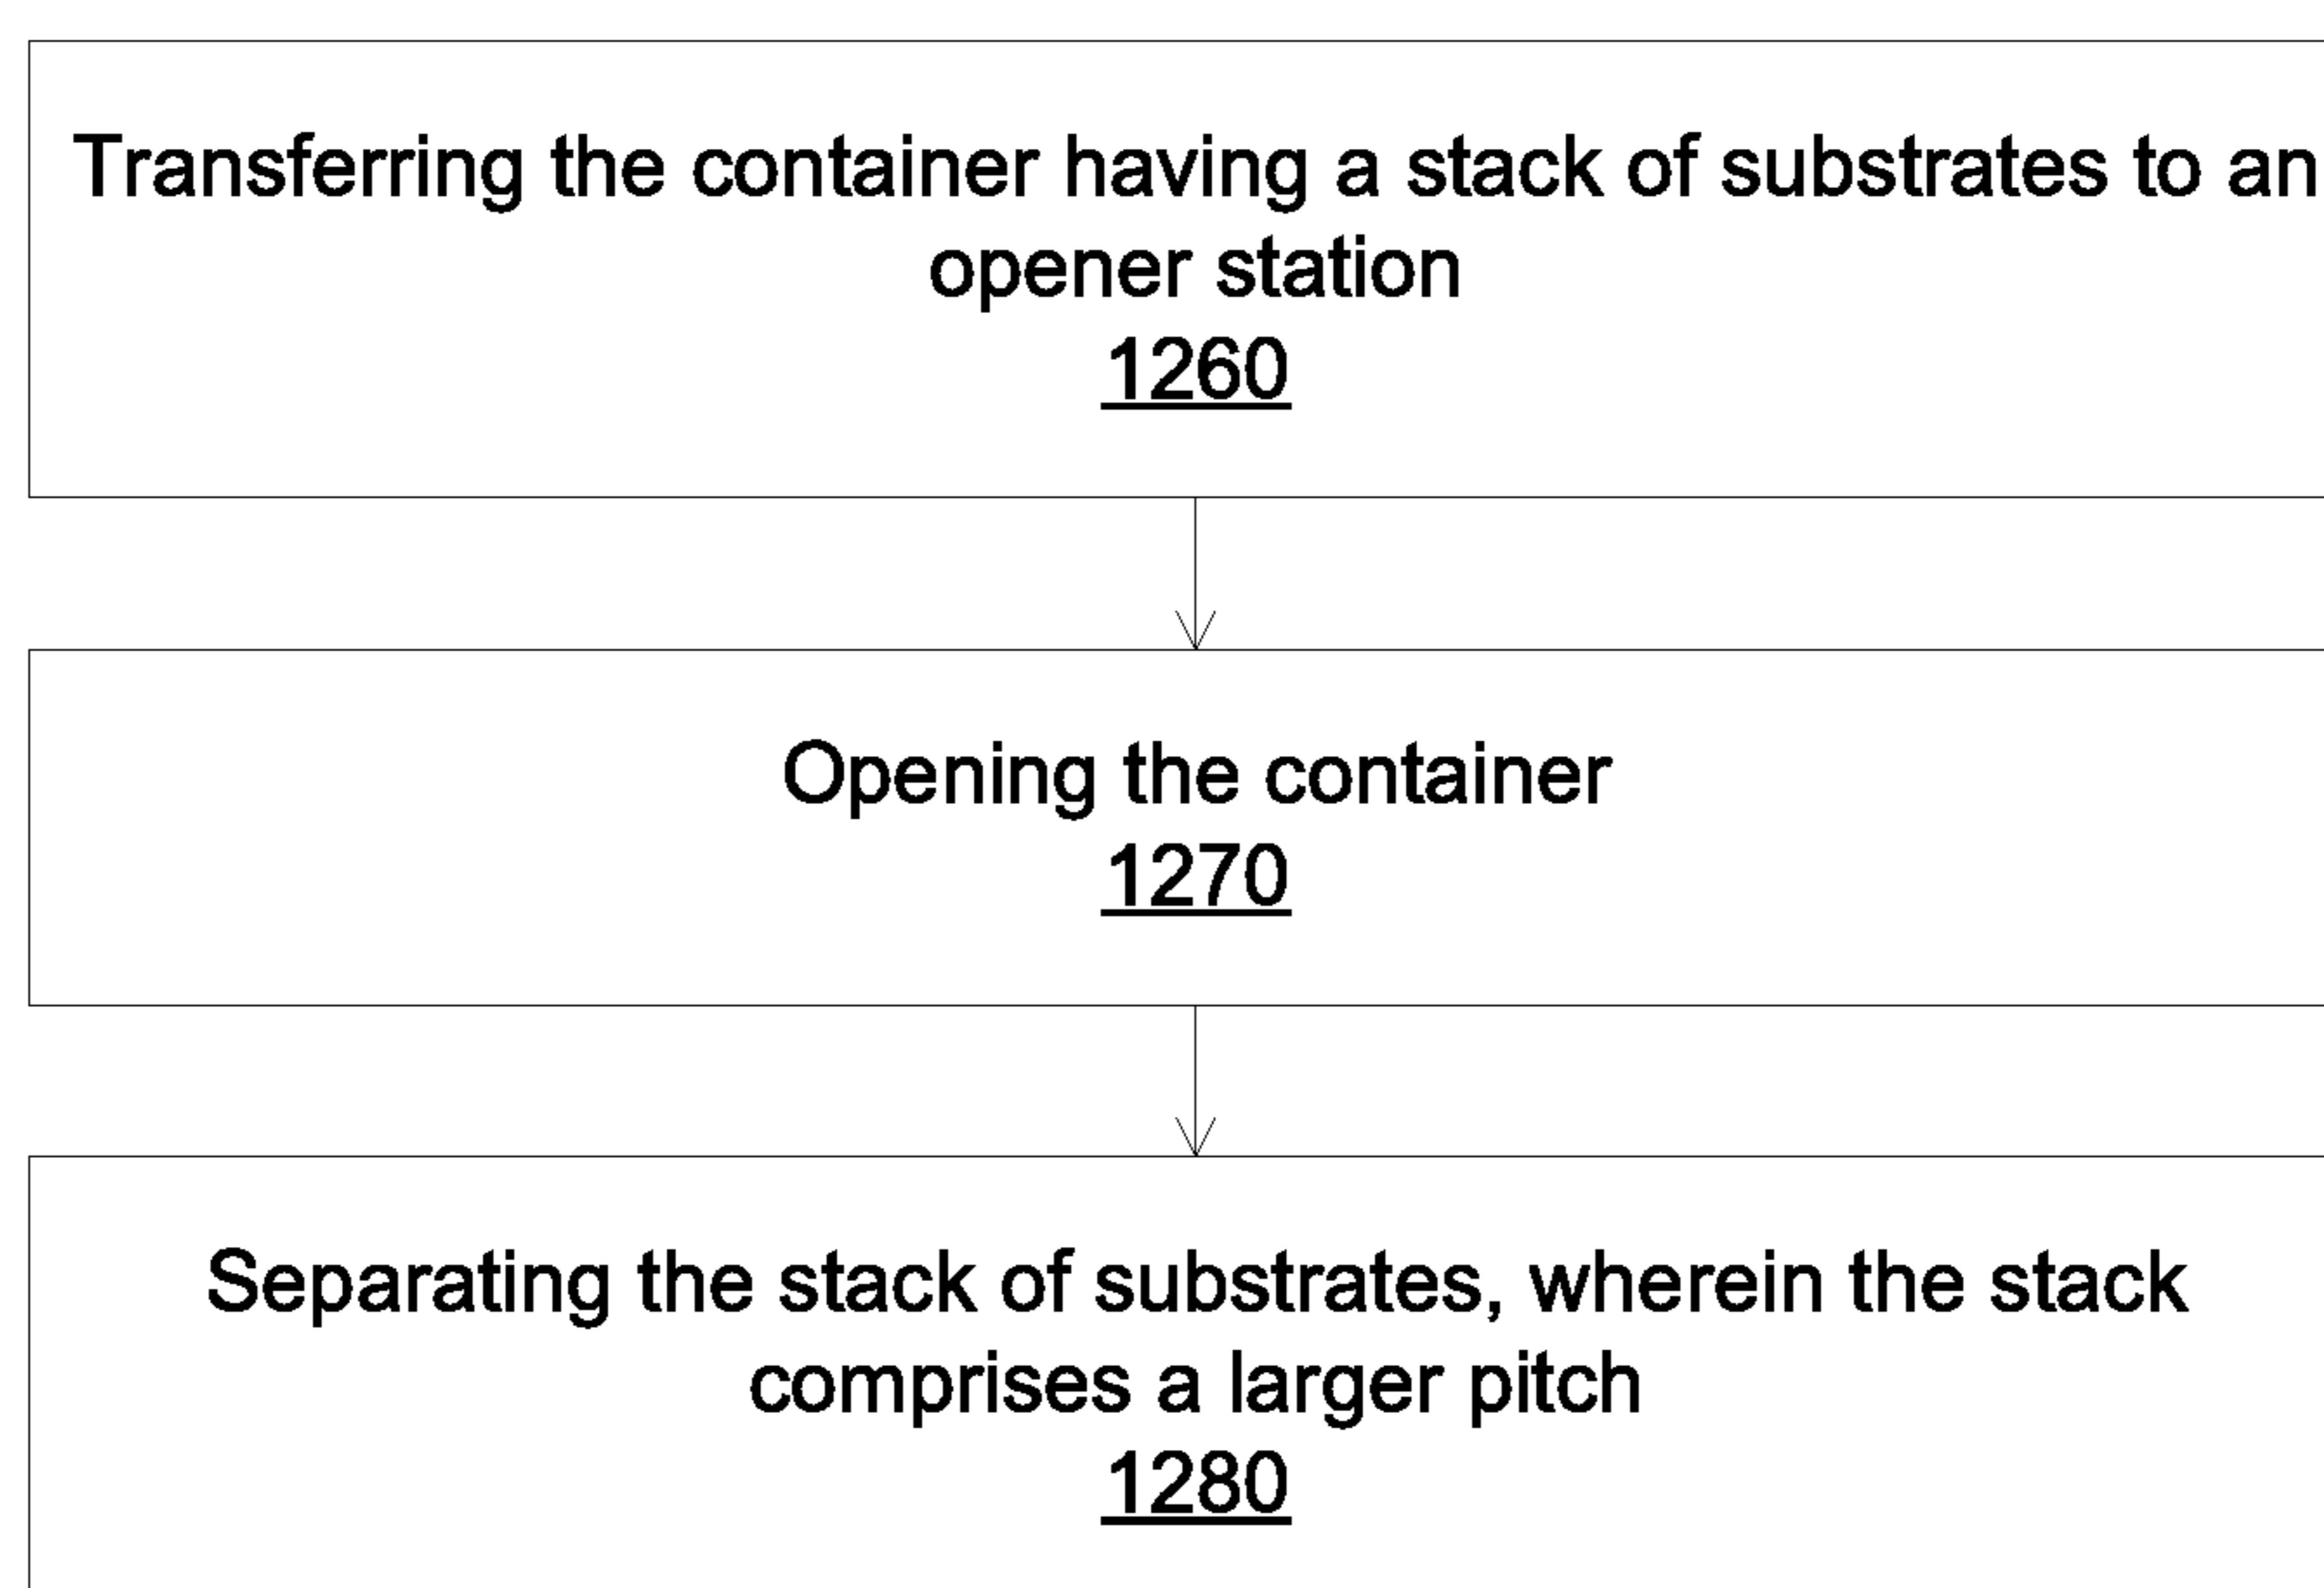 Transferring the container having a stack of substrates to an
opener station
1260
Opening the container
1270
Separating the stack of substrates, wherein the stack
comprises a larger pitch
1280